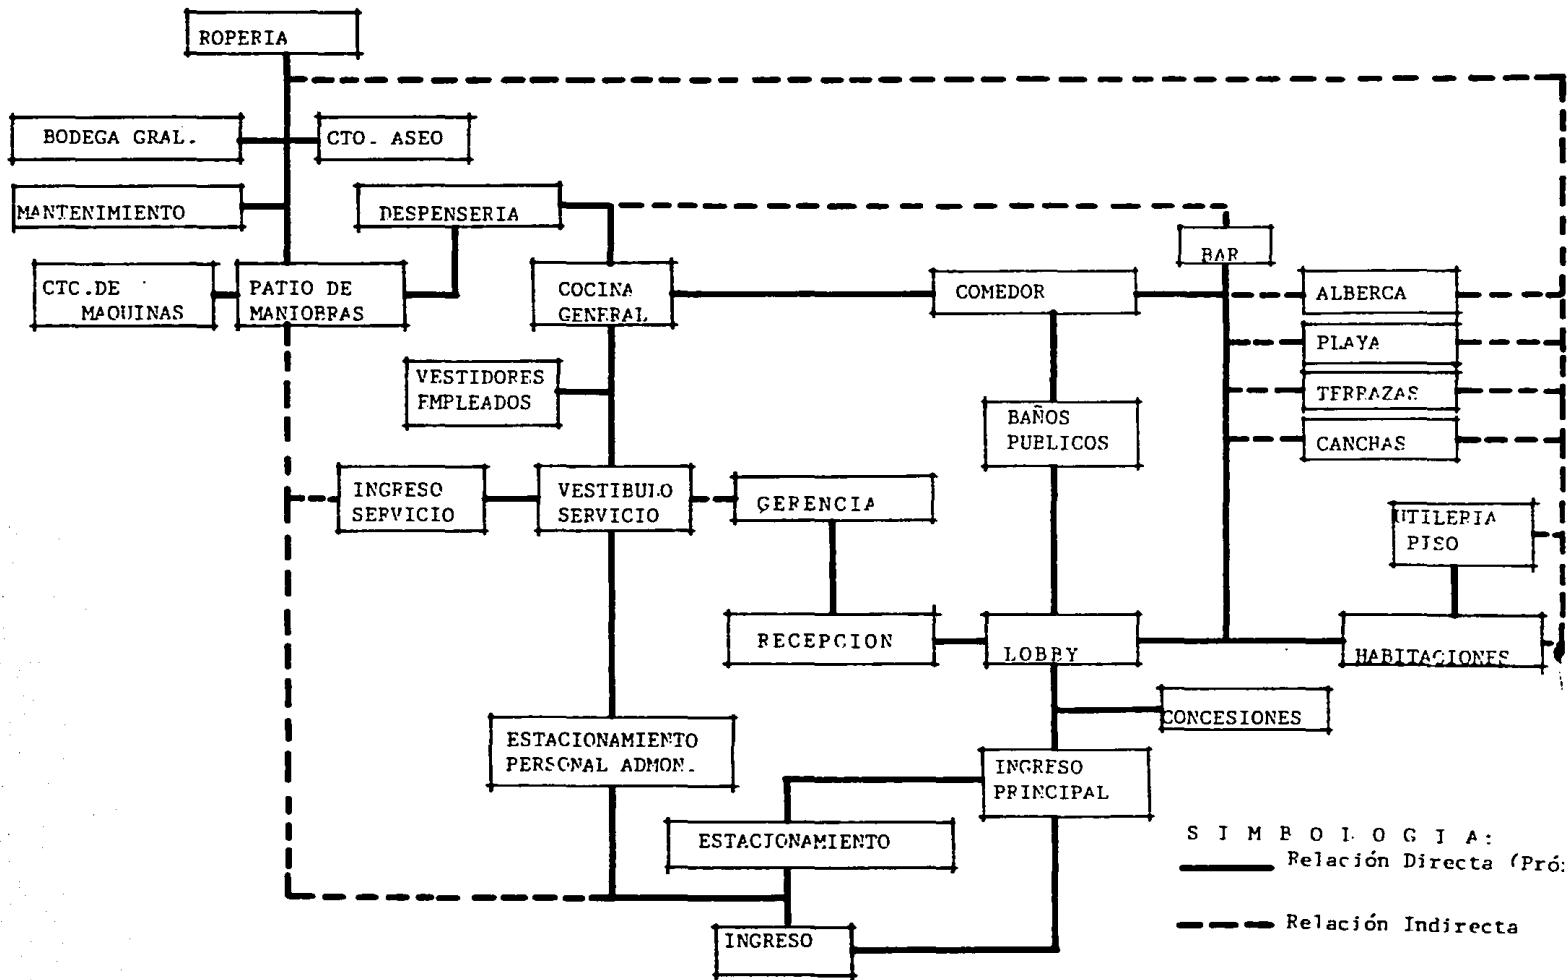 ROPERIA
BODEGA GRAL.
CTO. ASEO
MANTENIMIENTO
DESPENSERIA
BAR
CTC.DE
MAQUINAS
PATIO DE
MANIOBRAS
COCINA
GENERAL
COMEDOR
ALBERCA
PLAYA
TERRAZAS
CANCHAS
VESTIDORES
EMPLEADOS
BAÑOS
PUBLICOS
INGRESO
SERVICIO
VESTIBULO
SERVICIO
GERENCIA
UTILERIA
PISO
RECEPCION
LOBBY
HABITACIONES
CONCESIONES
ESTACIONAMIENTO
PERSONAL ADMON.
INGRESO
PRINCIPAL
ESTACIONAMIENTO
INGRESO
S I M B O L O G I A:
Relación Directa (Pró
Relación Indirecta